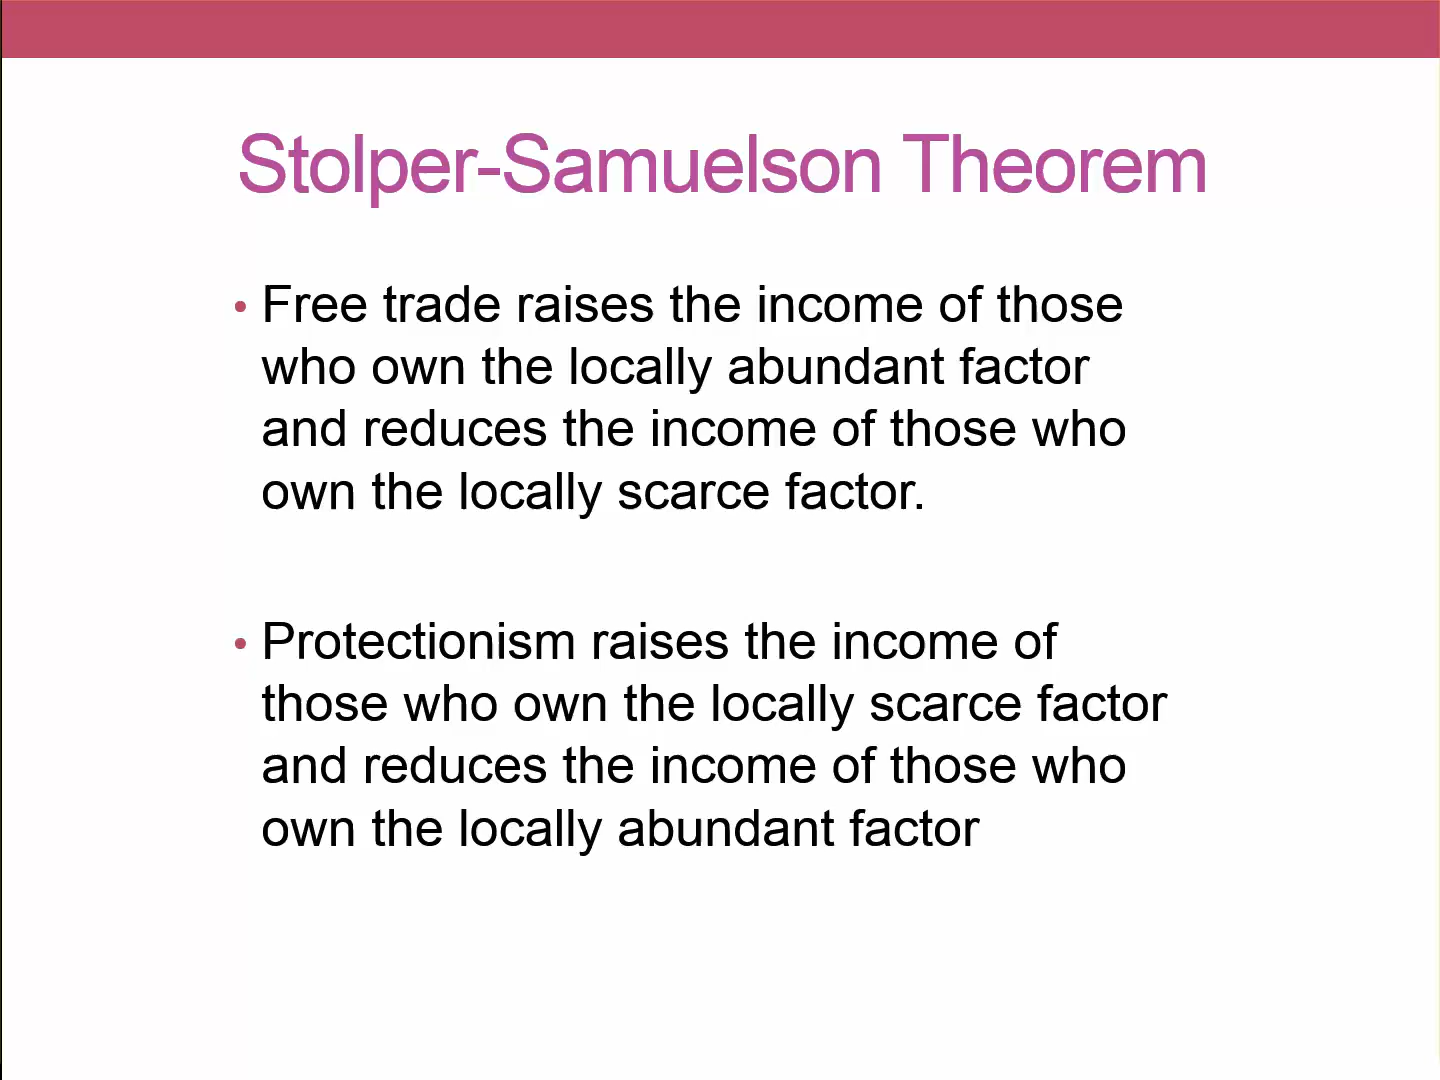 Stolper-Samuelson Theorem
• Free trade raises the income of those
who own the locally abundant factor
and reduces the income of those who
own the locally scarce factor.
• Protectionism raises the income of
those who own the locally scarce factor
and reduces the income of those who
own the locally abundant factor